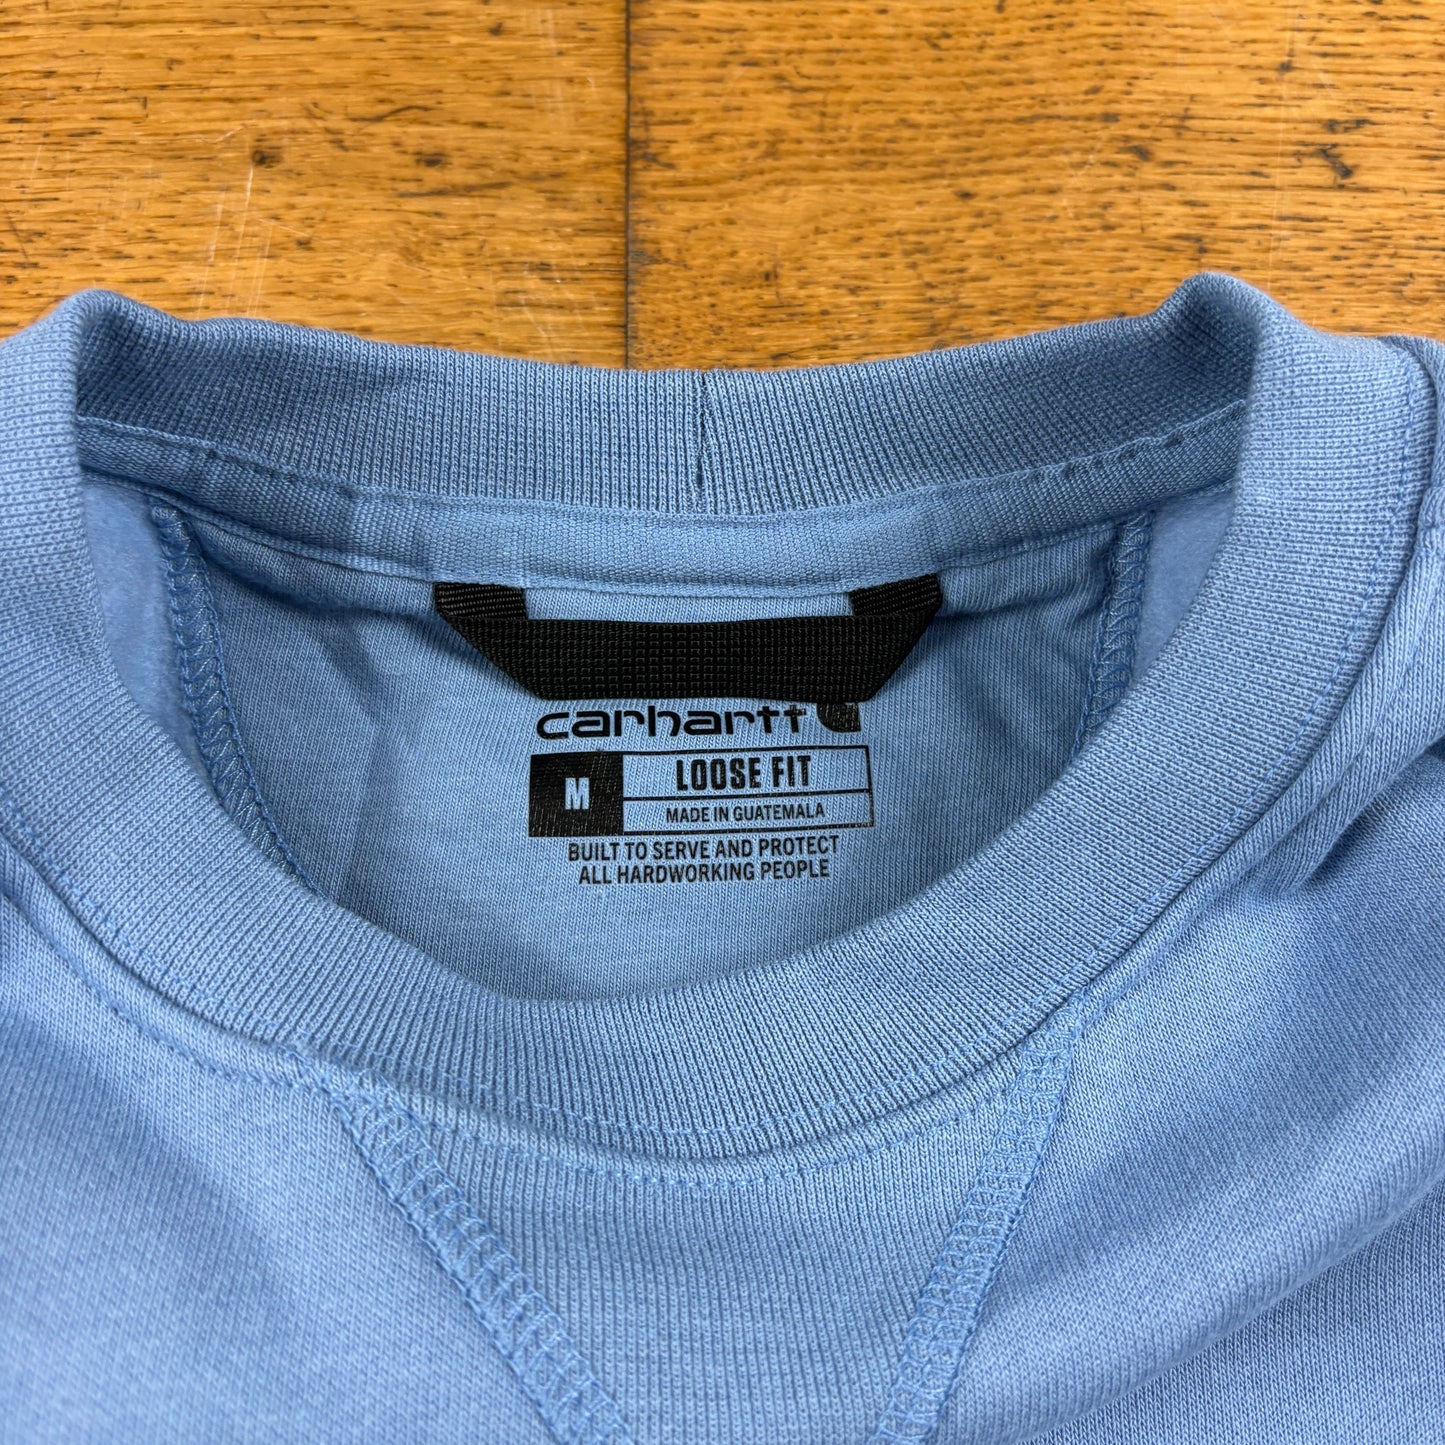 carhartt
M
LOOSE FIT
MADE IN GUATEMALA
BUILT TO SERVE AND PROTECT
ALL HARDWORKING PEOPLE